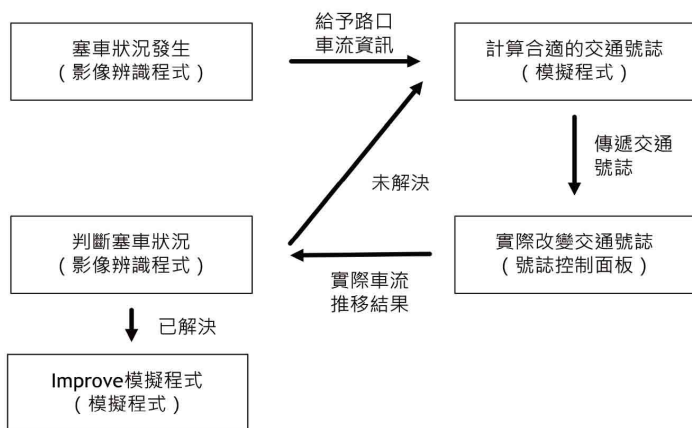 塞車狀況發生
（影像辨識程式）
給予路口
車流資訊
計算合適的交通號誌
（模擬程式）
傳遞交通
號誌
未解決
判斷塞車狀況
（影像辨識程式）
實際改變交通號誌
（號誌控制面板）
實際車流
推移結果
已解決
Improve模擬程式
（模擬程式）